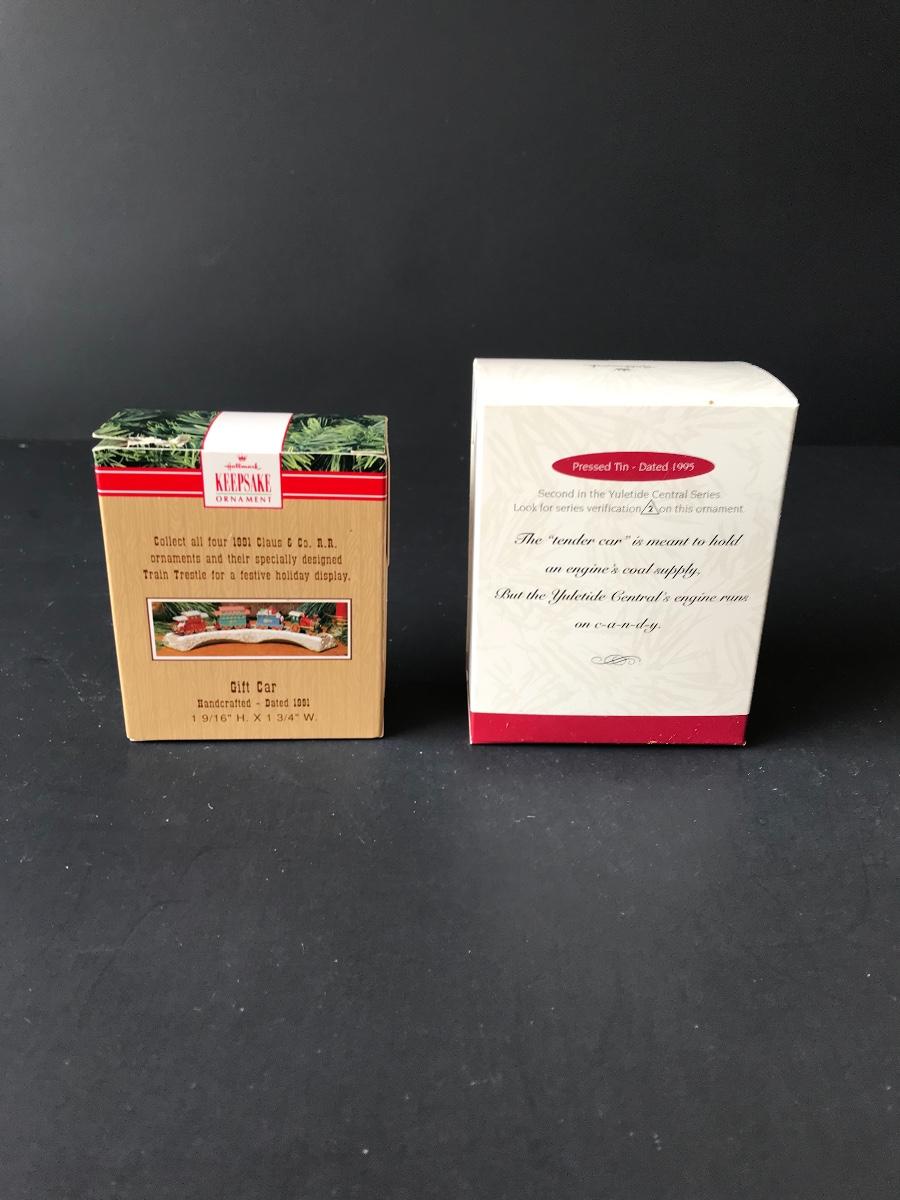 Hallmark
KEEPSAKE
ORNAMENT
Collect all four 1991 Claus & Co. R.R.
ornaments and their specially designed
Train Trestle for a festive holiday display.
Gift Car
Handcrafted - Dated 1991
1 9/16" H. X 1 3/4" W.
Hallmark
Pressed Tin - Dated 1995
Second in the Yuletide Central Series.
Look for series verification 2 on this ornament.
The "tender car" is meant to hold
an engine's coal supply.
But the Yuletide Central's engine runs
on c-a-n-d-y.